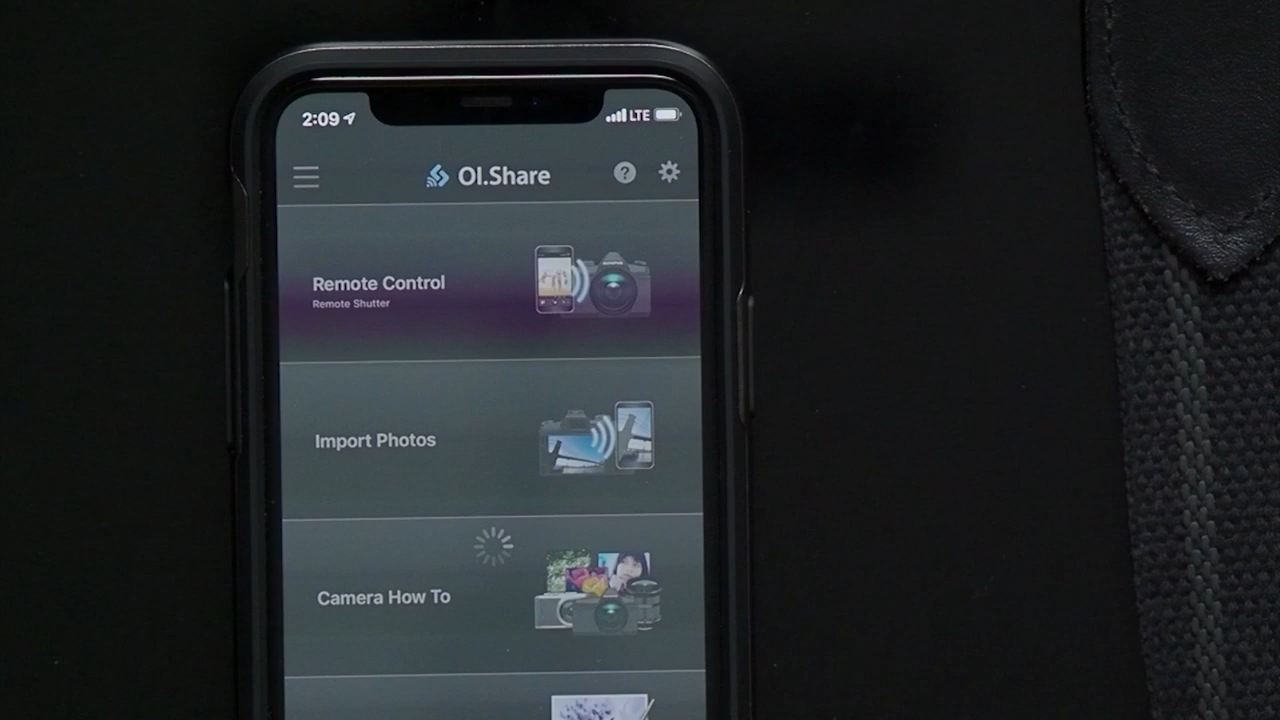 2:09
LTE
OI.Share
Remote Control
Remote Shutter
Import Photos
Camera How To